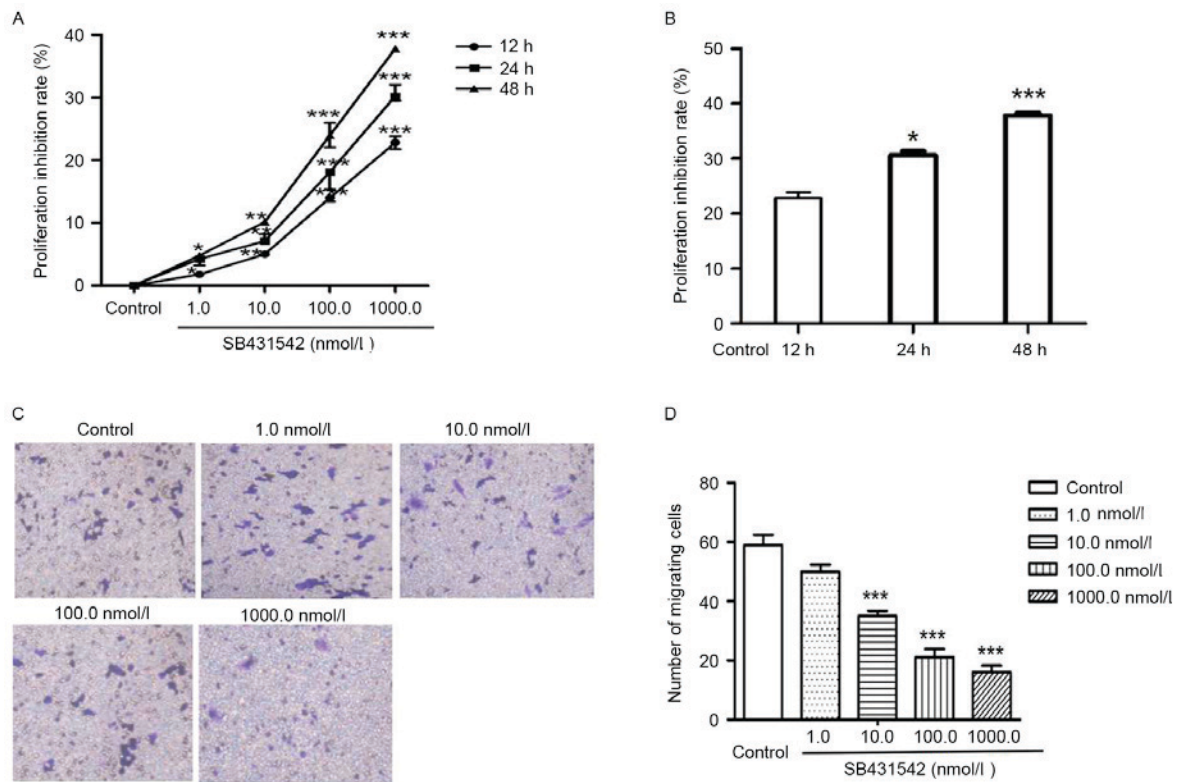 A
Proliferation inhibition rate (%)
40
30
20
10
0
***
***
***
***
***
***
**
**
**
*
*
12 h
24 h
48 h
Control
1.0
10.0
100.0
1000.0
SB431542 (nmol/l )
B
Proliferation inhibition rate (%)
50
40
30
20
10
0
*
***
Control
12 h
24 h
48 h
C
Control
1.0 nmol/l
10.0 nmol/l
100.0 nmol/l
1000.0 nmol/l
D
Number of migrating cells
80
60
40
20
0
***
***
***
Control
1.0
10.0
100.0
1000.0
SB431542 (nmol/l )
Control
1.0 nmol/l
10.0 nmol/l
100.0 nmol/l
1000.0 nmol/l